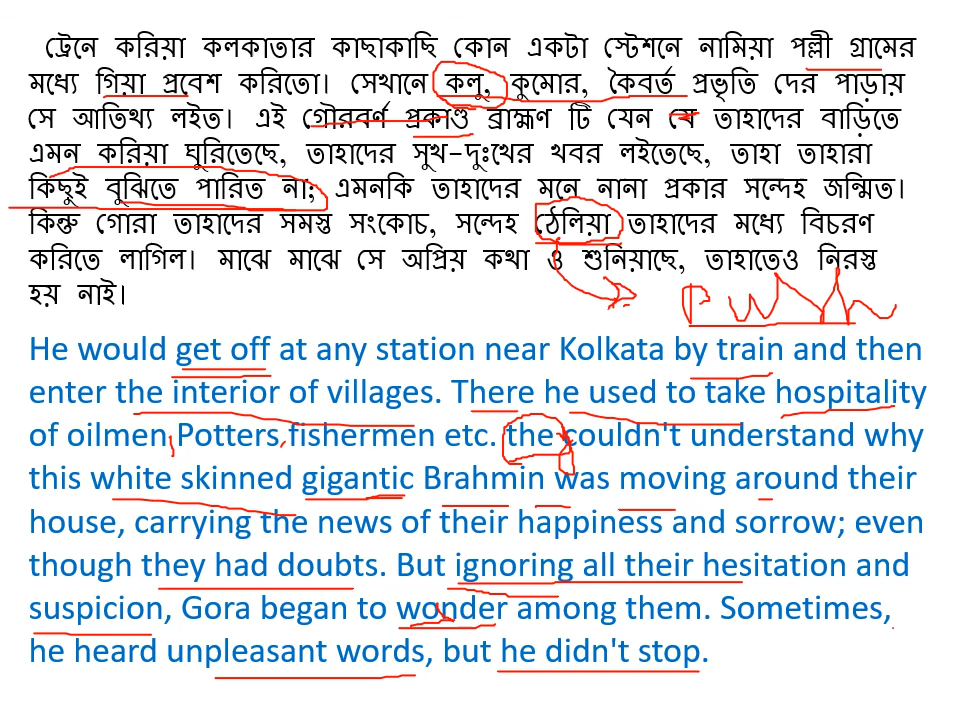 ট্রেনে করিয়া কলকাতার কাছাকাছি কোন একটা স্টেশনে নামিয়া পল্লী গ্রামের
মধ্যে গিয়া প্রবেশ করিতো। সেখানে কলু, কুমোর, কৈবর্ত প্রভৃতি দের পাড়ায়
সে আতিথ্য লইত। এই গৌরবর্ণ প্রকাণ্ড ব্রাহ্মণ টি যেন যে তাহাদের বাড়িতে
এমন করিয়া ঘুরিতেছে, তাহাদের সুখ-দুঃখের খবর লইতেছে, তাহা তাহারা
কিছুই বুঝিতে পারিত না; এমনকি তাহাদের মনে নানা প্রকার সন্দেহ জন্মিত।
কিন্তু গোরা তাহাদের সমস্ত সংকোচ, সন্দেহ ঠেলিয়া তাহাদের মধ্যে বিচরণ
করিতে লাগিল। মাঝে মাঝে সে অপ্রিয় কথা ও শুনিয়াছে, তাহাতেও নিরস্ত
হয় নাই।
He would get off at any station near Kolkata by train and then
enter the interior of villages. There he used to take hospitality
of oilmen Potters fishermen etc. the couldn't understand why
this white skinned gigantic Brahmin was moving around their
house, carrying the news of their happiness and sorrow; even
though they had doubts. But ignoring all their hesitation and
suspicion, Gora began to wonder among them. Sometimes,
he heard unpleasant words, but he didn't stop.